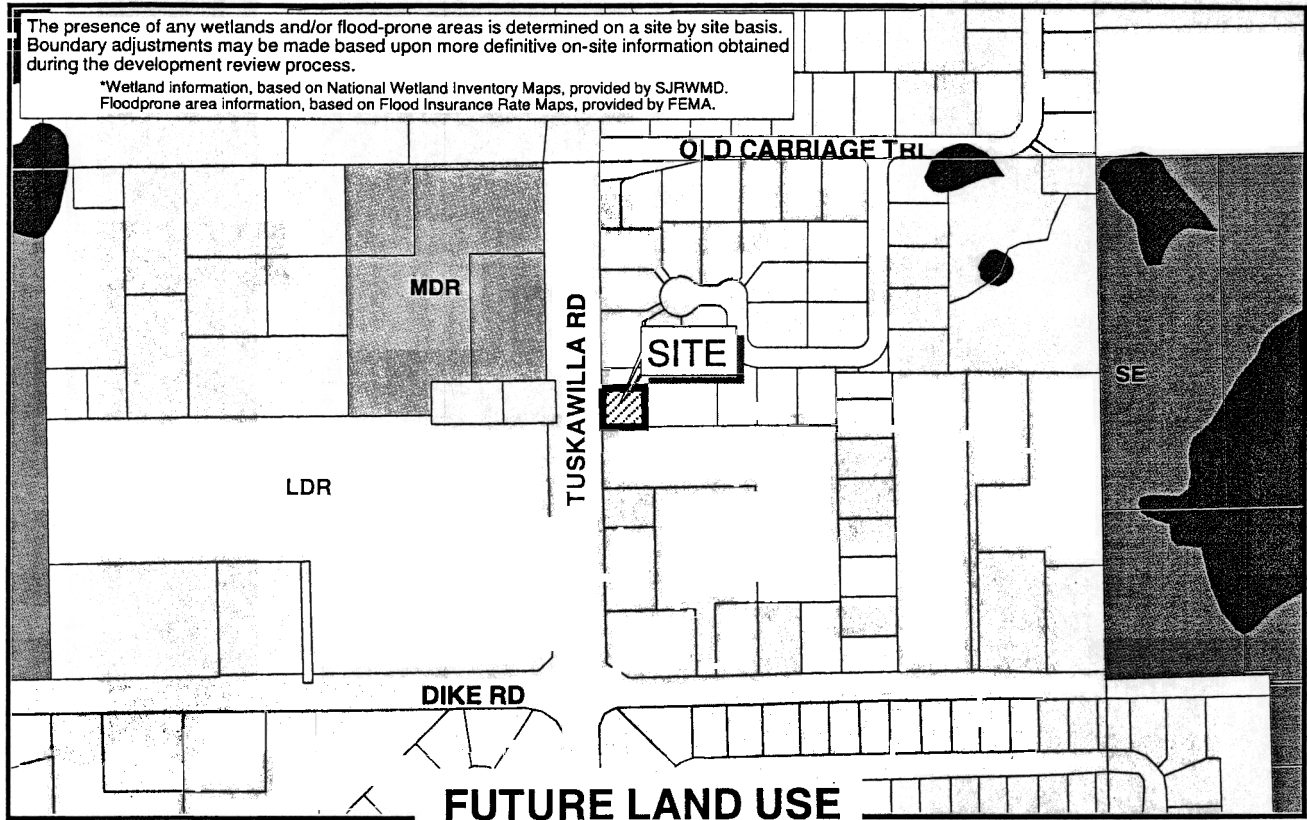 The presence of any wetlands and/or flood-prone areas is determined on a site by site basis.
Boundary adjustments may be made based upon more definitive on-site information obtained
during the development review process.
*Wetland information, based on National Wetland Inventory Maps, provided by SJRWMD.
Floodprone area information, based on Flood Insurance Rate Maps, provided by FEMA.
OLD CARRIAGE TRL
MDR
TUSKAWILLA RD
SITE
SE
LDR
DIKE RD
FUTURE LAND USE